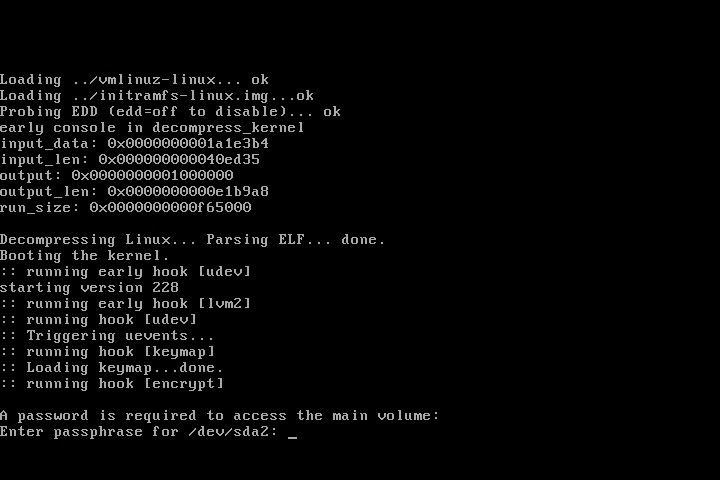 Loading ../vmlinuz-linux... ok
Loading ../initramfs-linux.img...ok
Probing EDD (edd=off to disable)... ok
early console in decompress_kernel
input_data: 0x0000000001a1e3b4
input_len: 0x000000000040ed35
output: 0x0000000001000000
output_len: 0x0000000000e1b9a8
run_size: 0x0000000000f65000
Decompressing Linux... Parsing ELF... done.
Booting the kernel.
:: running early hook [udev]
starting version 228
:: running early hook [lvm2]
:: running hook [udev]
:: Triggering uevents...
:: running hook [keymap]
:: Loading keymap...done.
:: running hook [encrypt]
A password is required to access the main volume:
Enter passphrase for /dev/sda2: _